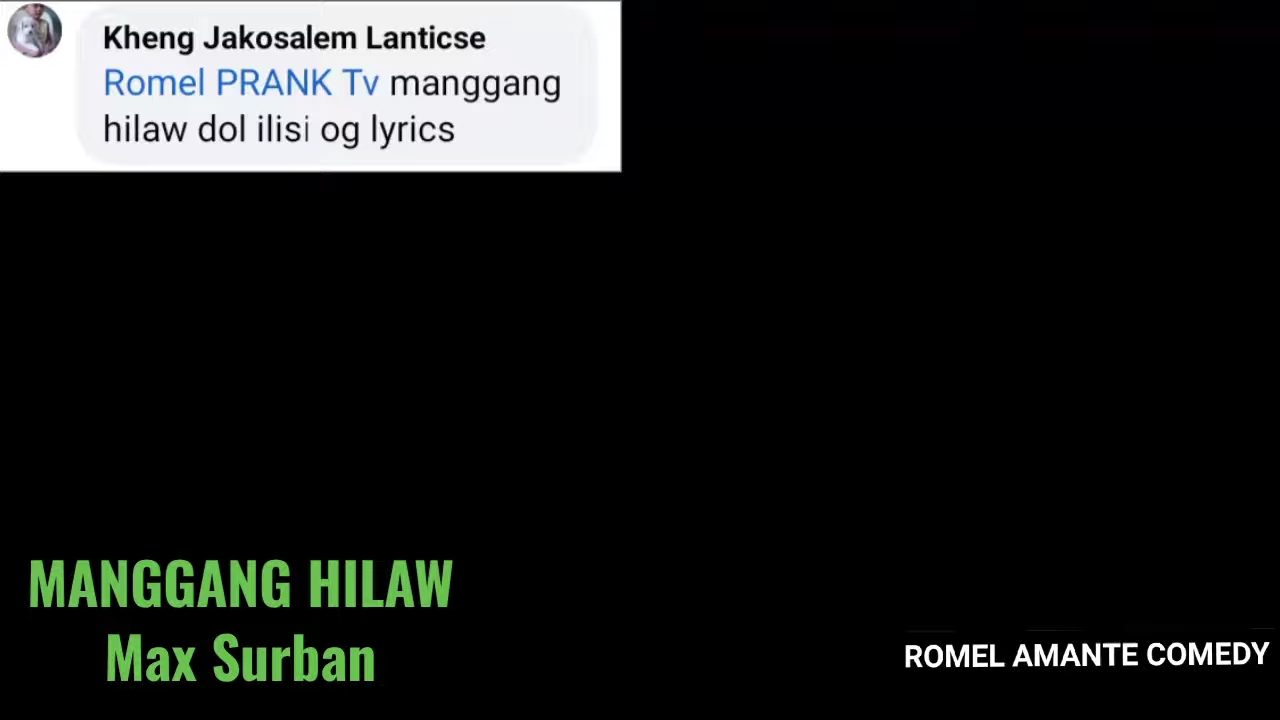 Kheng Jakosalem Lanticse
Romel PRANK Tv manggang
hilaw dol ilisi og lyrics
MANGGANG HILAW
Max Surban
ROMEL AMANTE COMEDY